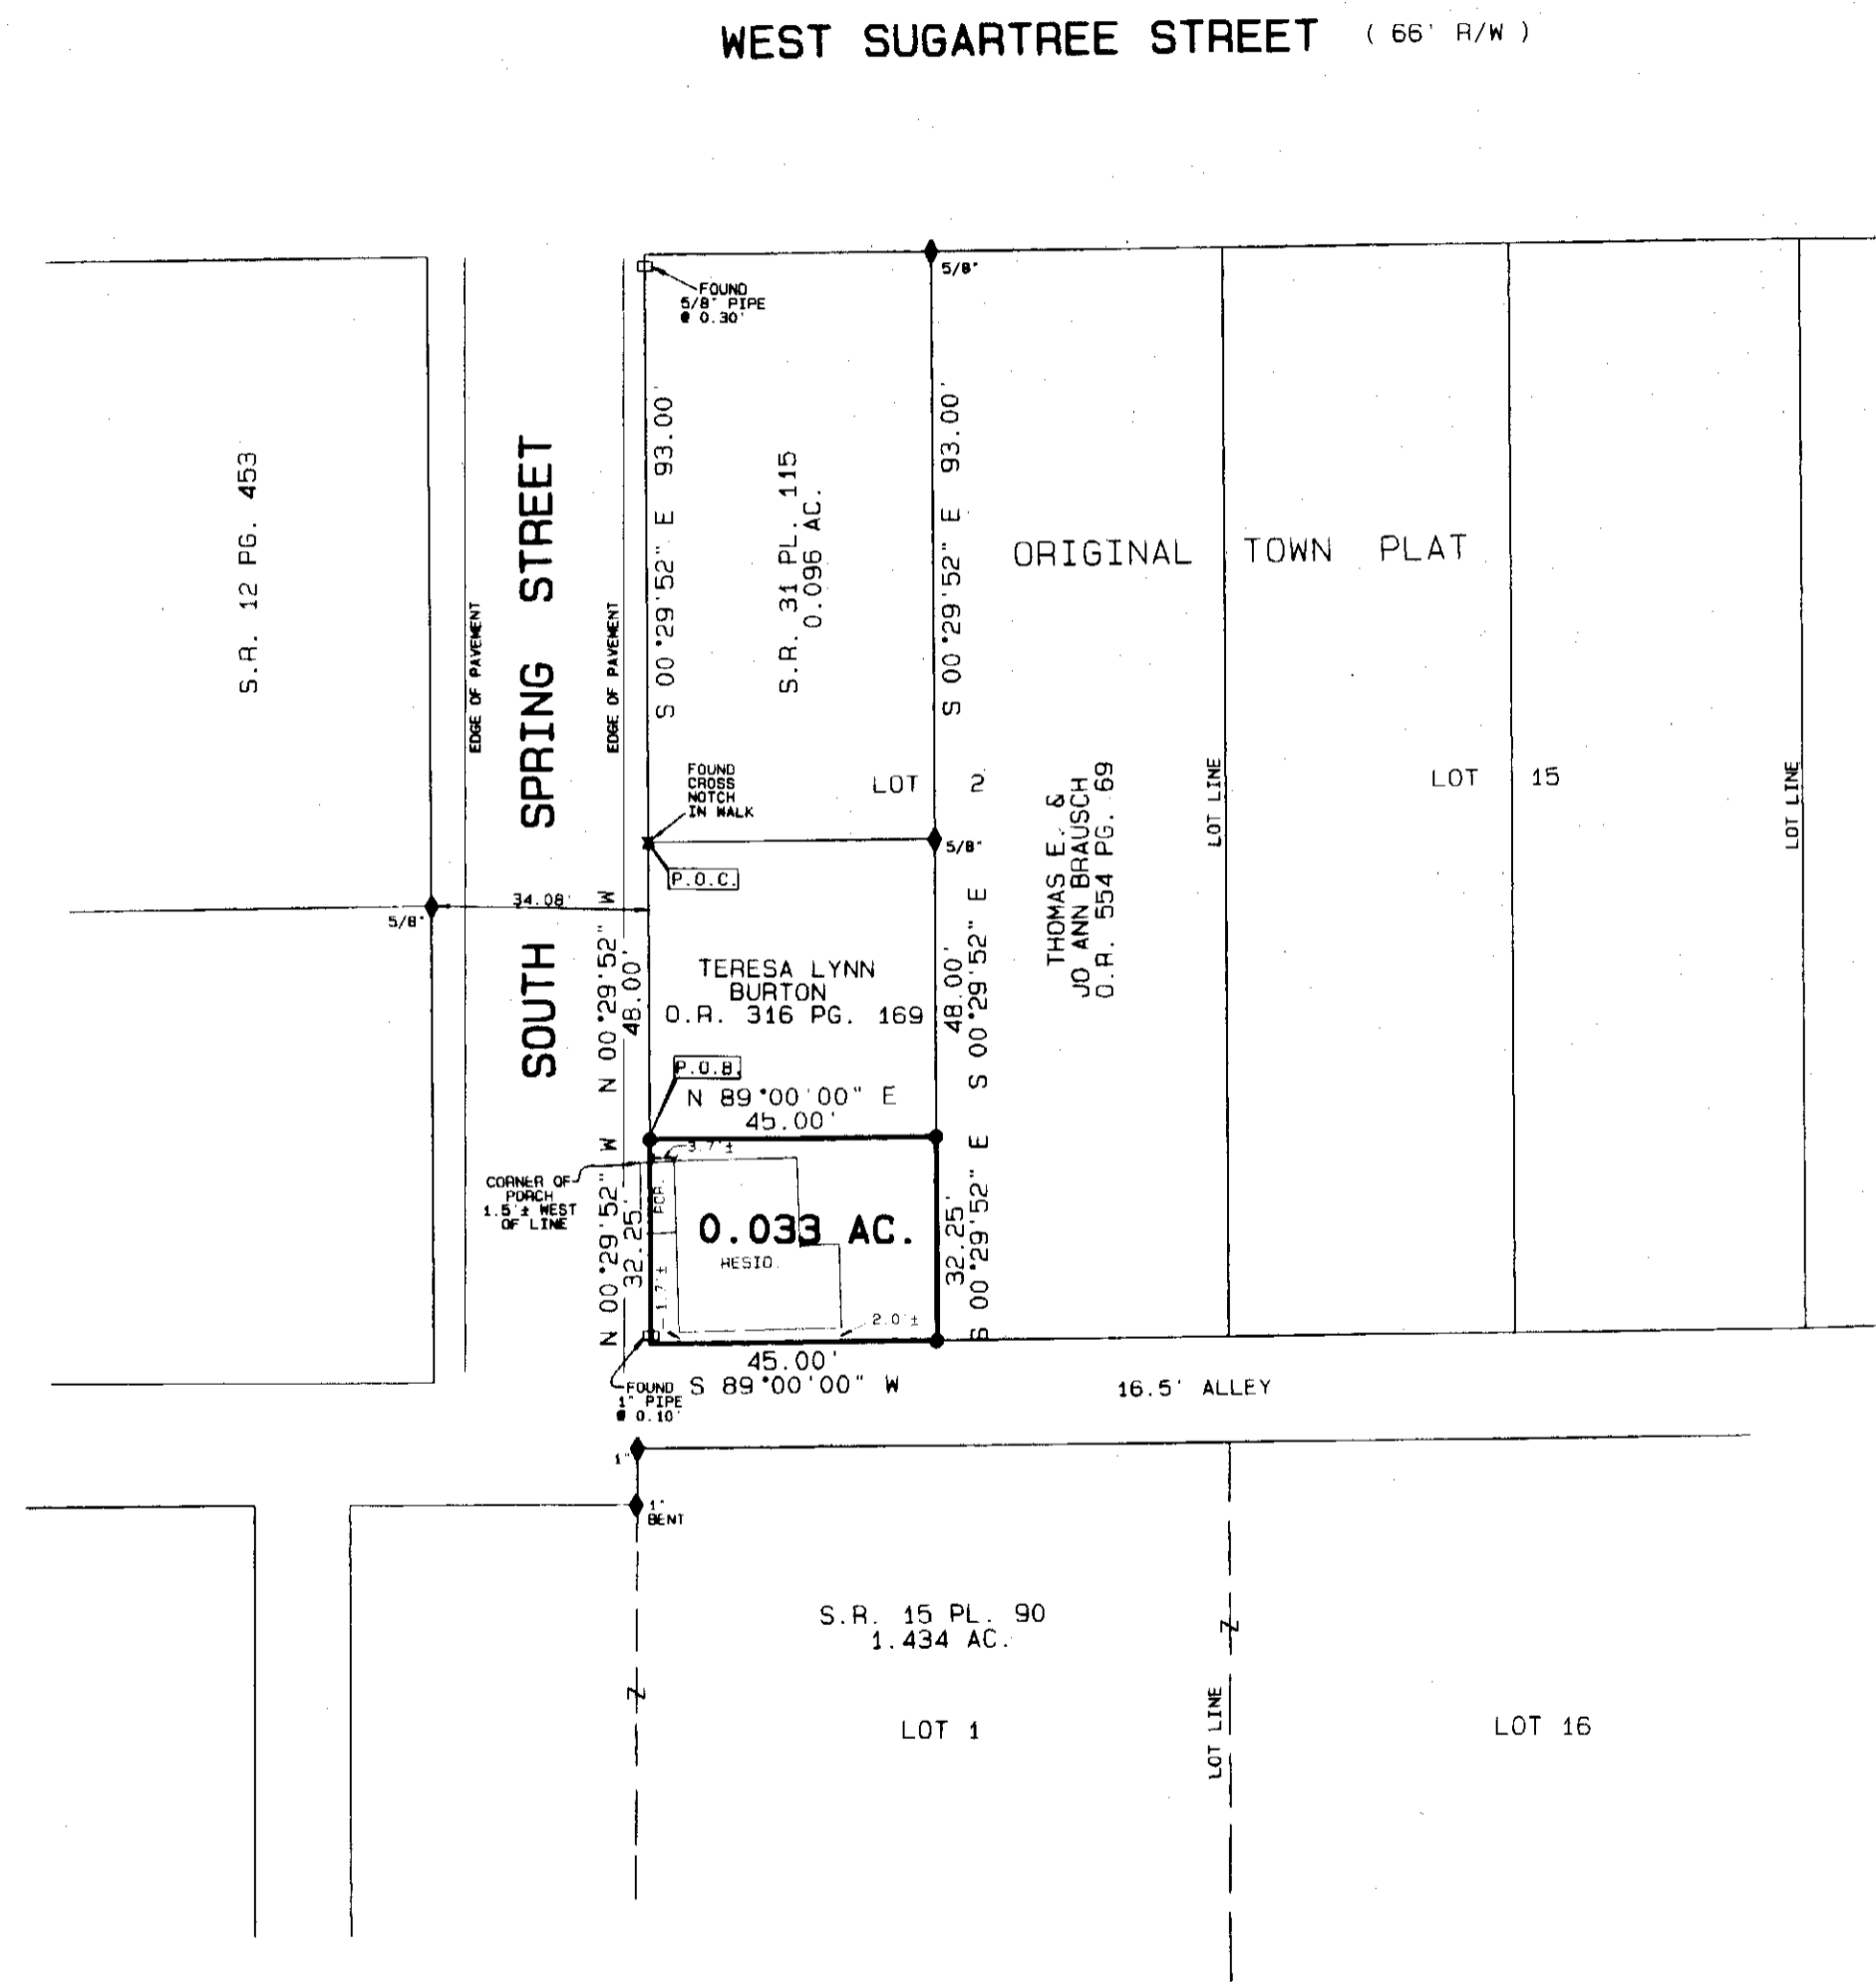 WEST SUGARTREE STREET ( 66' R/W )
5/8"
FOUND
5/8" PIPE
@ 0.30'
S 00°29'52" E 93.00'
S.R. 31 PL. 115
0.096 AC.
S 00°29'52" E 93.00'
S.R. 12 PG. 453
EDGE OF PAVEMENT
SOUTH SPRING STREET
EDGE OF PAVEMENT
ORIGINAL TOWN PLAT
FOUND
CROSS
NOTCH
IN WALK
LOT 2
THOMAS E. &
JO ANN BRAUSCH
O.R. 554 PG. 69
LOT LINE
LOT 15
LOT LINE
5/8"
P.O.C.
34.08'
5/8"
N 00°29'52" W
48.00'
TERESA LYNN
BURTON
O.R. 316 PG. 169
48.00'
S 00°29'52" E
P.O.B.
N 89°00'00" E
45.00'
3.7'±
CORNER OF
PORCH
1.5'± WEST
OF LINE
N 00°29'52" W
32.25'
PCH.
0.033 AC.
RESID.
1.7'±
2.0'±
32.25'
S 00°29'52" E
45.00'
S 89°00'00" W
FOUND
1" PIPE
@ 0.10'
16.5' ALLEY
1"
1"
BENT
S.R. 15 PL. 90
1.434 AC.
LOT 1
LOT LINE
LOT 16